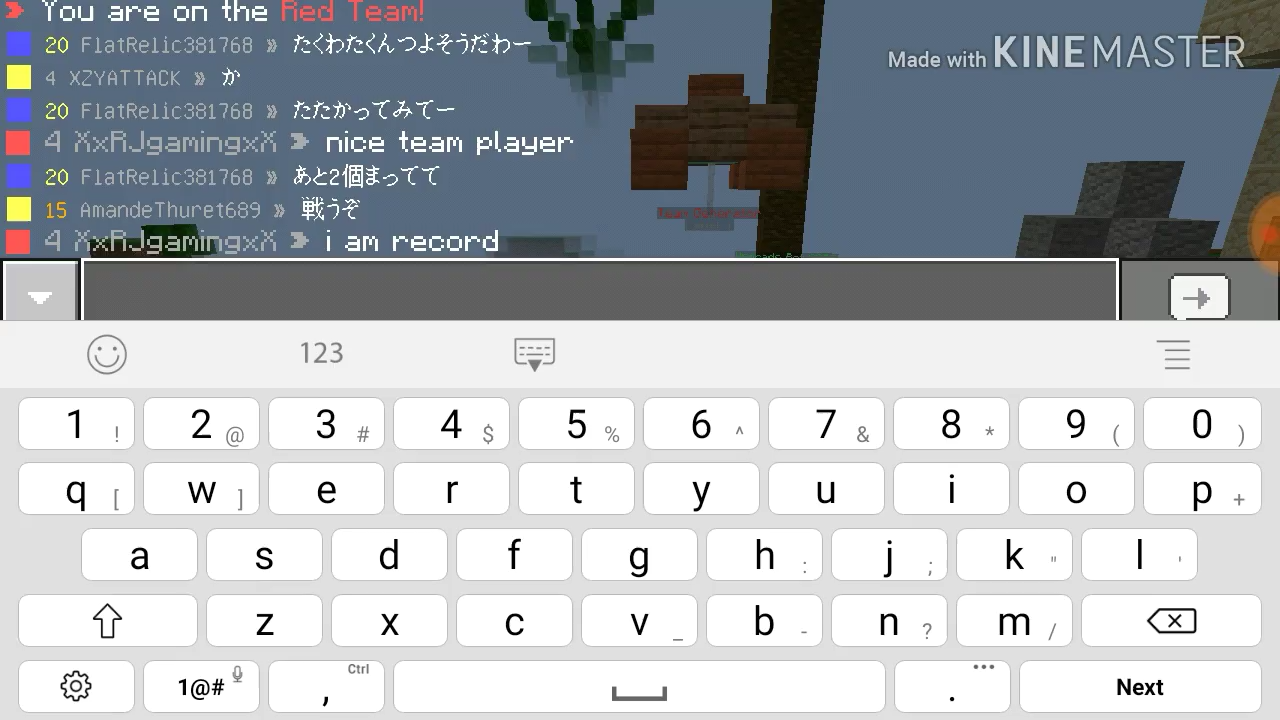 You are on the Red Team!
20 FlatRelic381768 » たくわたくんつよそうだわー
4 XZYATTACK » か
20 FlatRelic381768 » たたかってみてー
4 XxRJgamingxX » nice team player
20 FlatRelic381768 » あと2個まってて
15 AmandeThuret689 » 戦うぞ
4 XxRJgamingxX » i am record
Made with KINEMASTER
Team Generator
123
1 ! 2 @ 3 # 4 $ 5 % 6 ^ 7 & 8 * 9 ( 0 )
q [ w ] e r t y u i o p +
a s d f g h : j ; k " l '
z x c v _ b - n ? m /
1@# , Ctrl . ... Next